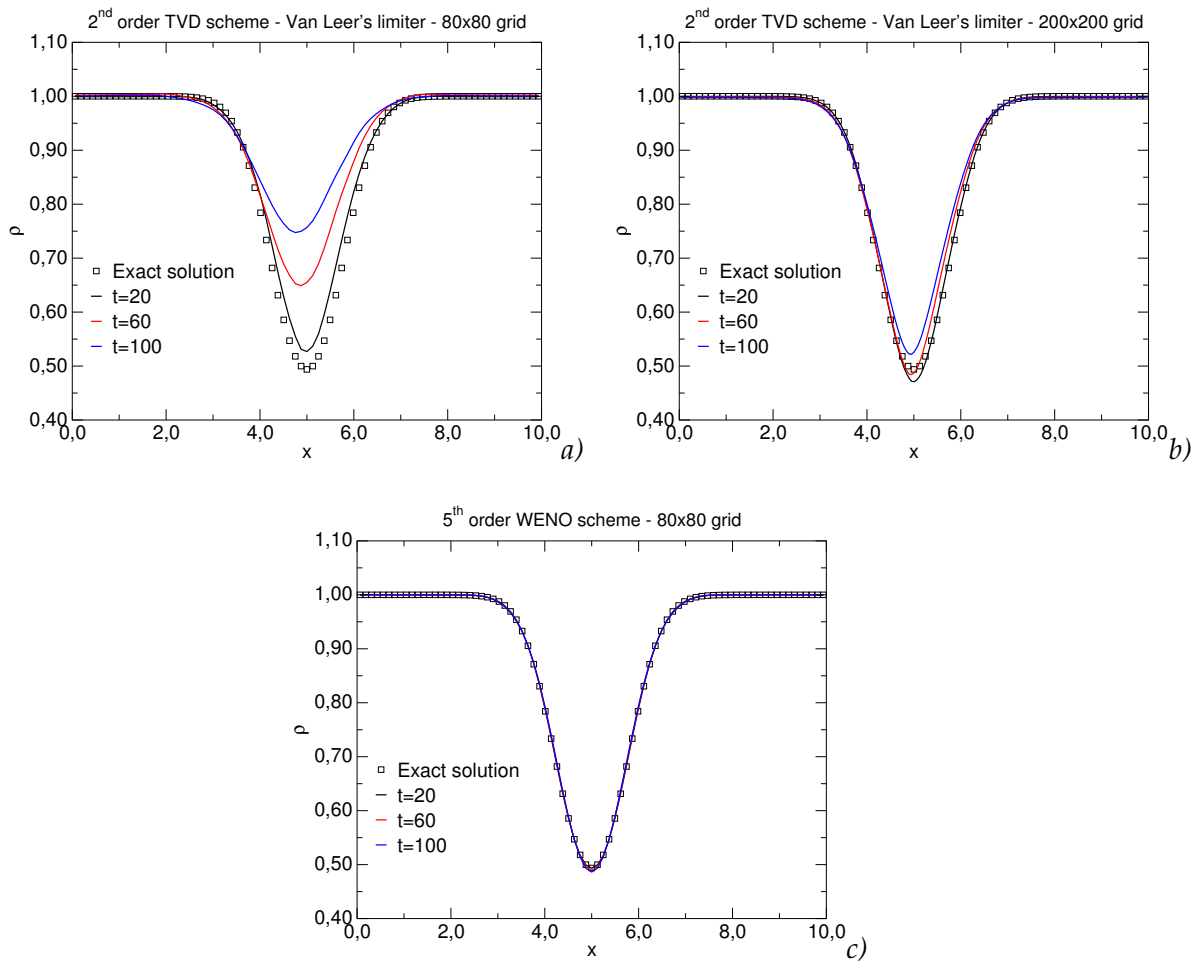 2nd order TVD scheme - Van Leer's limiter - 80x80 grid
1,10
1,00
0,90
0,80
0,70
0,60
0,50
0,40
ρ
Exact solution
t=20
t=60
t=100
0,0 2,0 4,0 6,0 8,0 10,0
x
a)
2nd order TVD scheme - Van Leer's limiter - 200x200 grid
1,10
1,00
0,90
0,80
0,70
0,60
0,50
0,40
ρ
Exact solution
t=20
t=60
t=100
0,0 2,0 4,0 6,0 8,0 10,0
x
b)
5th order WENO scheme - 80x80 grid
1,10
1,00
0,90
0,80
0,70
0,60
0,50
0,40
ρ
Exact solution
t=20
t=60
t=100
0,0 2,0 4,0 6,0 8,0 10,0
x
c)